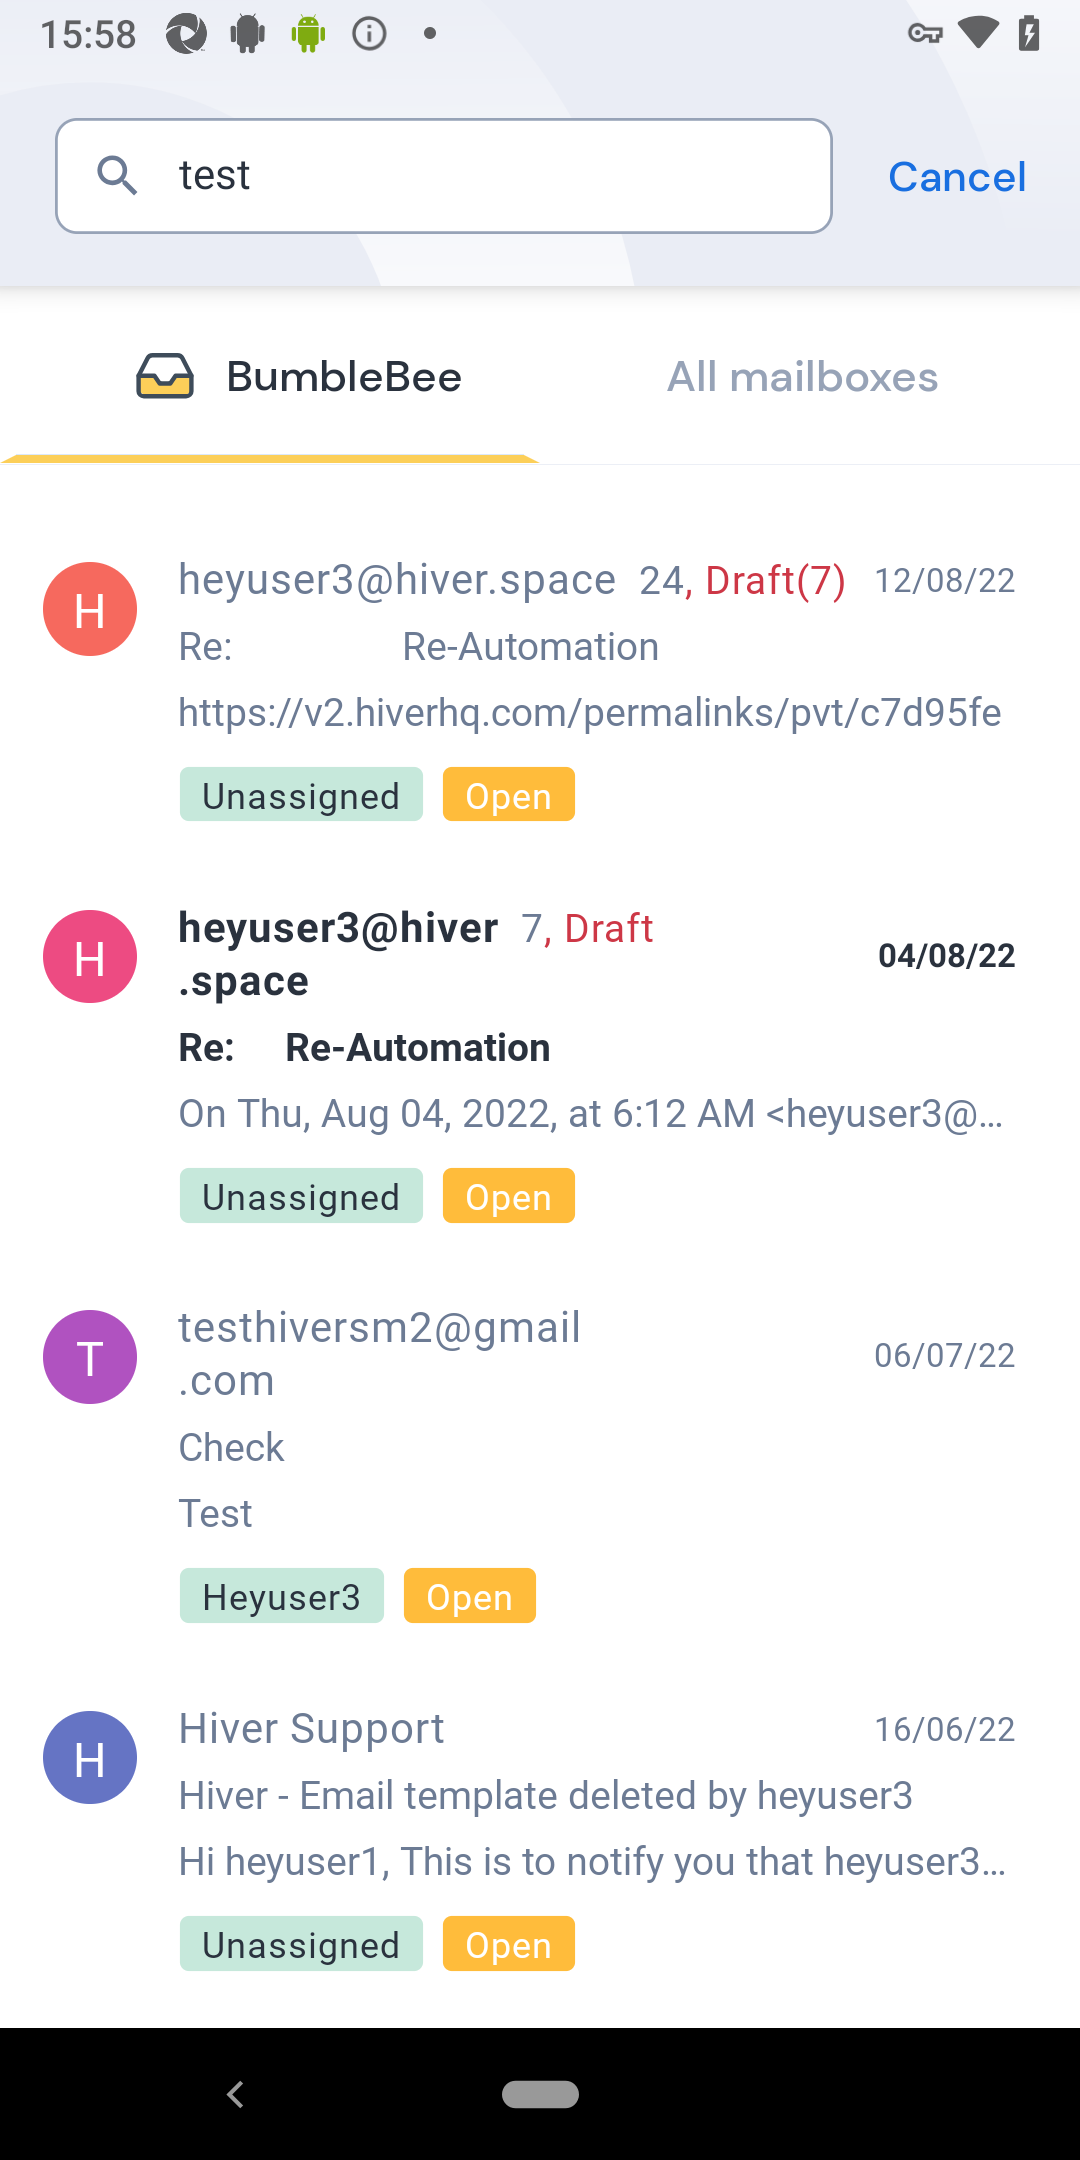 15:58
test
Cancel
BumbleBee
All mailboxes
H
heyuser3@hiver.space 24, Draft(7) 12/08/22
Re: Re-Automation
https://v2.hiverhq.com/permalinks/pvt/c7d95fe
Unassigned Open
H
heyuser3@hiver 7, Draft
.space
04/08/22
Re: Re-Automation
On Thu, Aug 04, 2022, at 6:12 AM <heyuser3@...
Unassigned Open
T
testhiversm2@gmail
.com
06/07/22
Check
Test
Heyuser3 Open
H
Hiver Support 16/06/22
Hiver - Email template deleted by heyuser3
Hi heyuser1, This is to notify you that heyuser3...
Unassigned Open